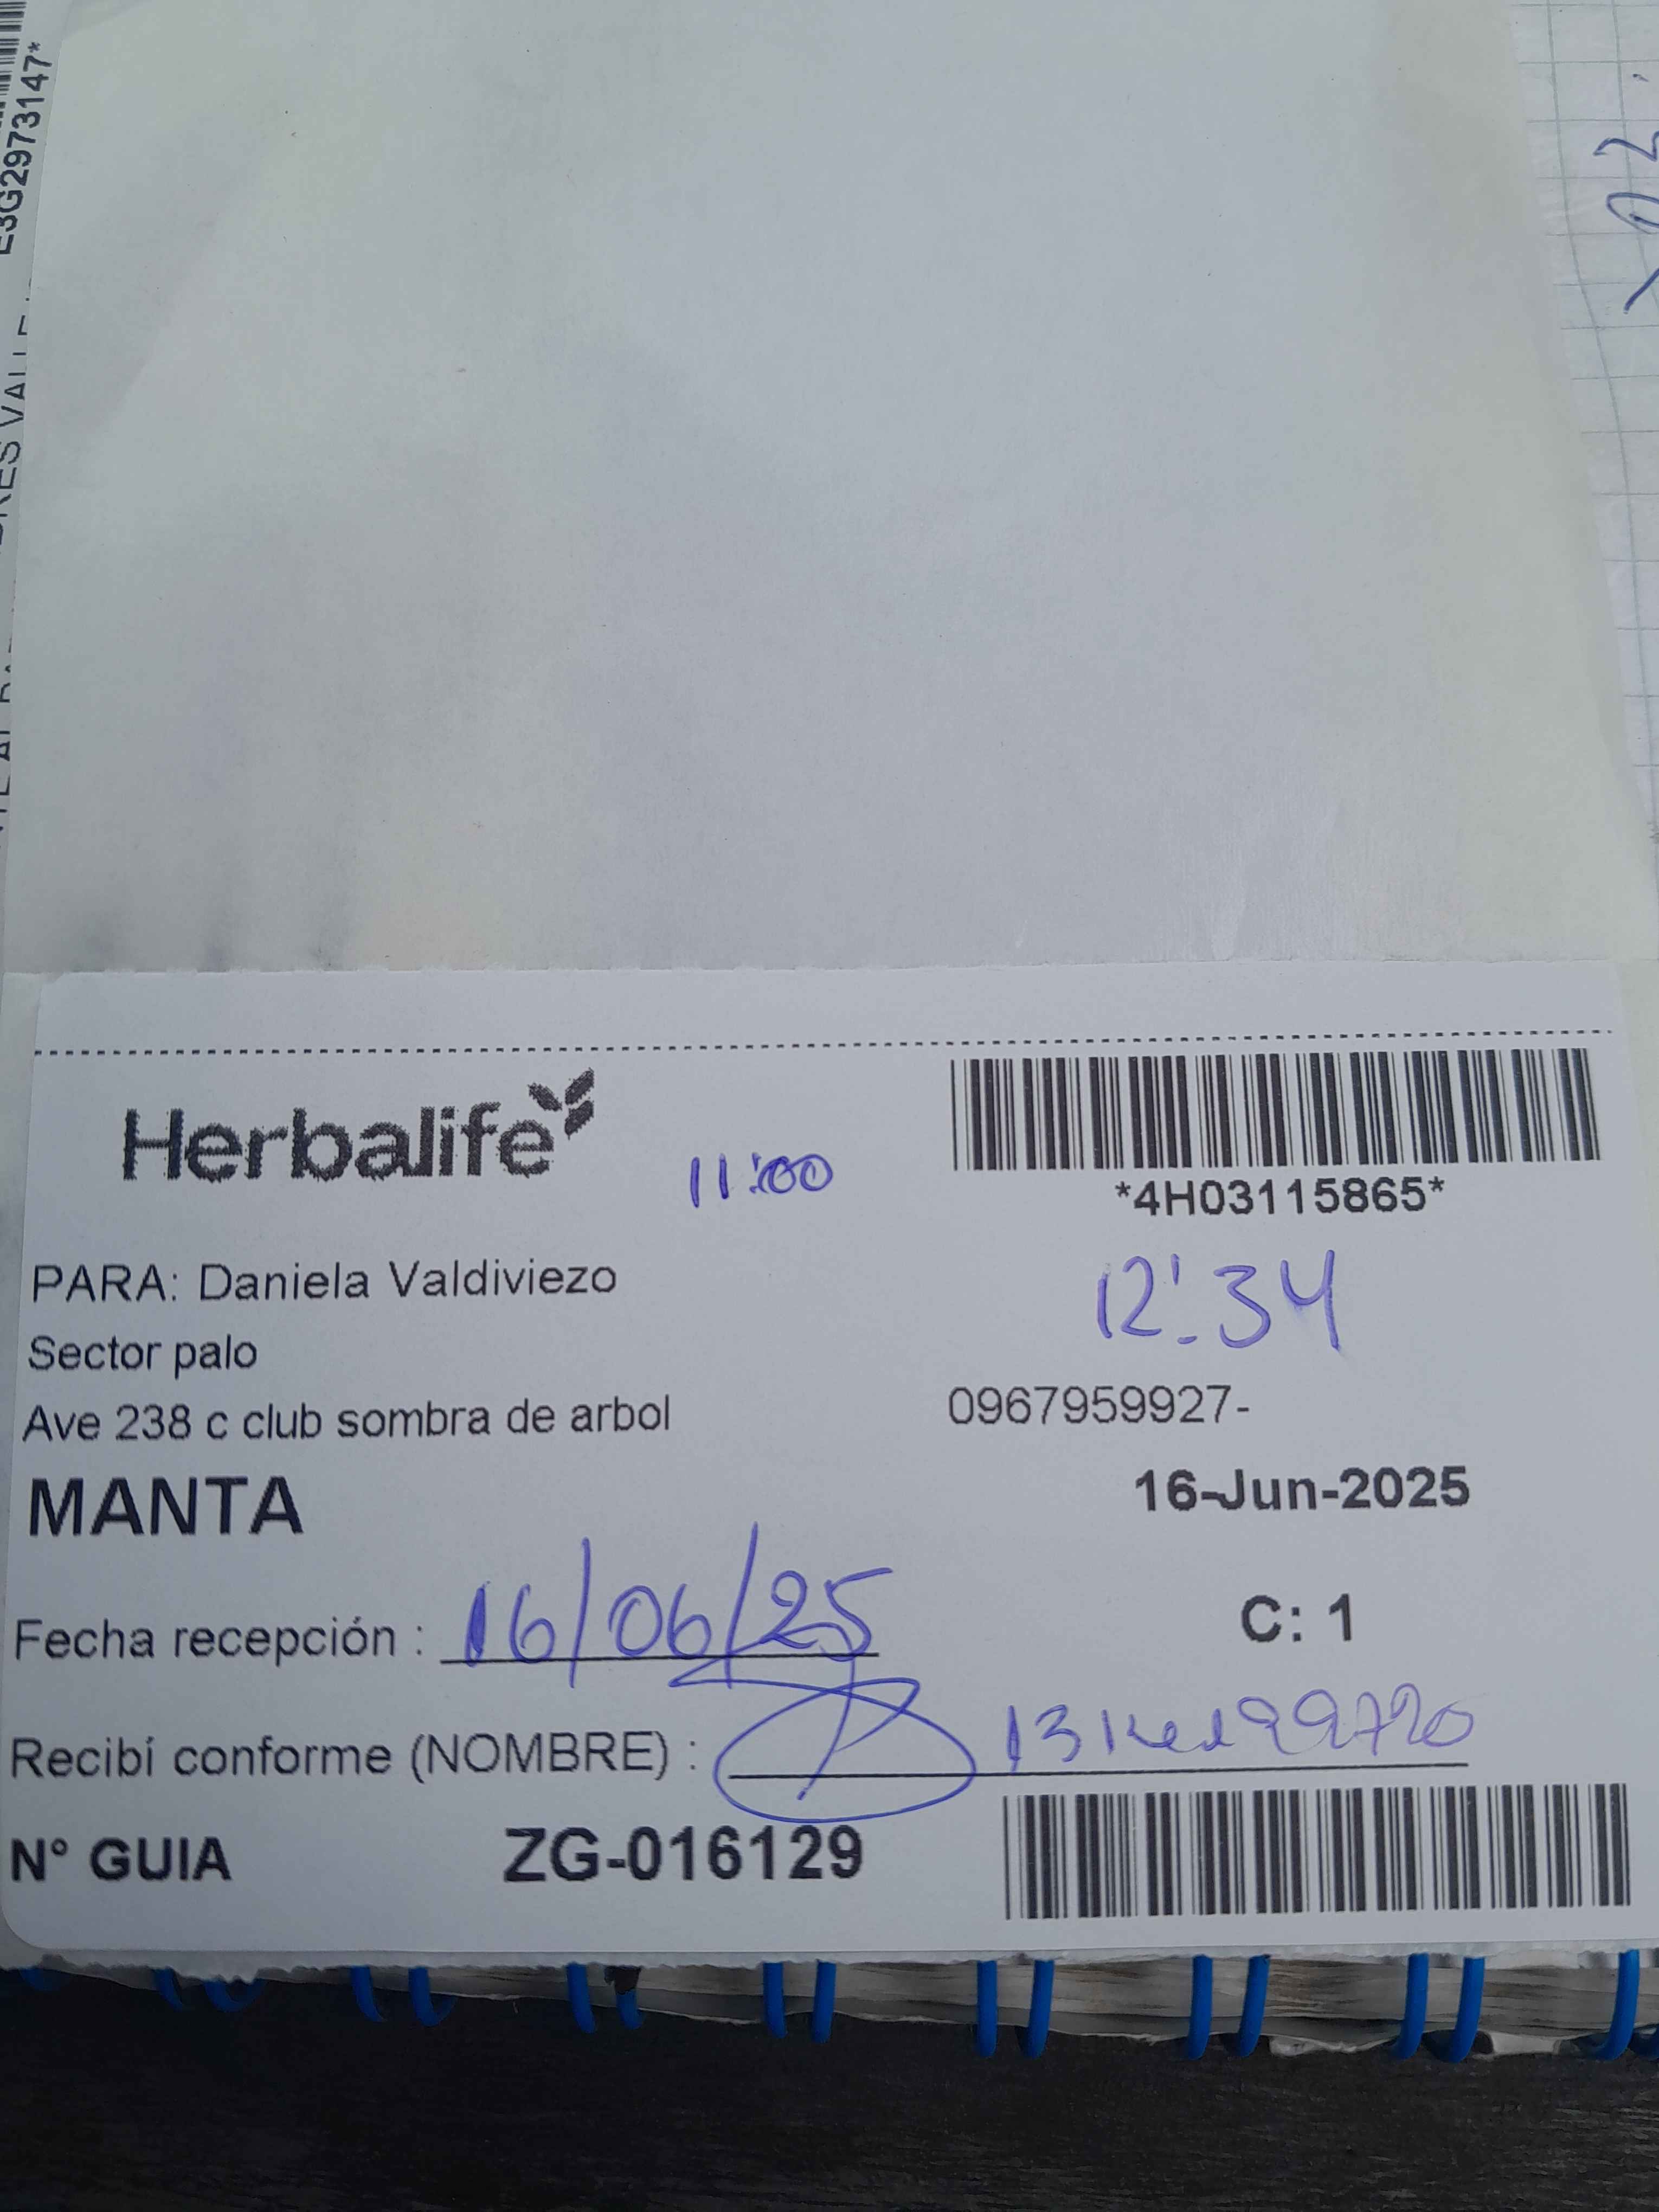 E3G2973147*
Herbalife
11:00
*4H03115865*
PARA: Daniela Valdiviezo
12:34
Sector palo
Ave 238 c club sombra de arbol
0967959927-
MANTA
16-Jun-2025
Fecha recepción : 16/06/25
C: 1
Recibí conforme (NOMBRE) :
N° GUIA ZG-016129